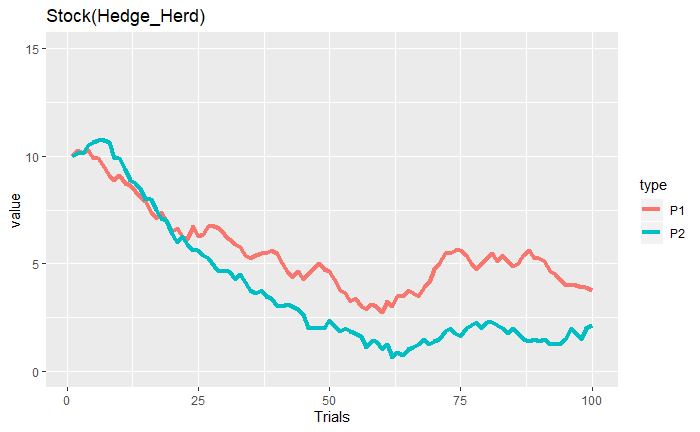 Stock(Hedge_Herd)
15
10
5
0
value
0 25 50 75 100
Trials
type
P1
P2